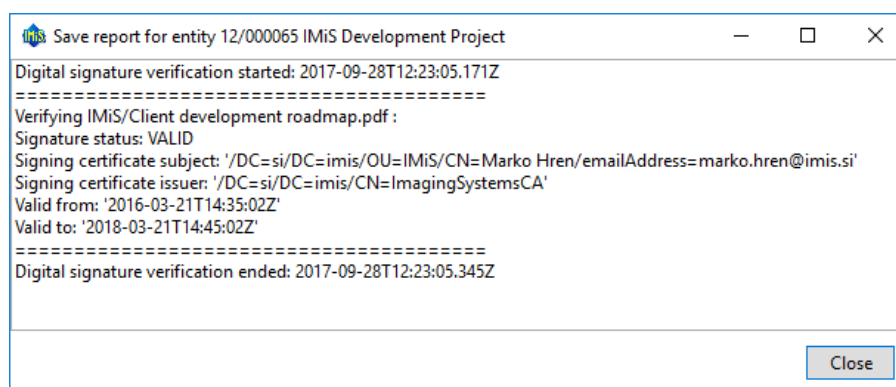 IMiS Save report for entity 12/000065 IMiS Development Project
Digital signature verification started: 2017-09-28T12:23:05.171Z
========================================
Verifying IMiS/Client development roadmap.pdf :
Signature status: VALID
Signing certificate subject: '/DC=si/DC=imis/OU=IMiS/CN=Marko Hren/emailAddress=marko.hren@imis.si'
Signing certificate issuer: '/DC=si/DC=imis/CN=ImagingSystemsCA'
Valid from: '2016-03-21T14:35:02Z'
Valid to: '2018-03-21T14:45:02Z'
========================================
Digital signature verification ended: 2017-09-28T12:23:05.345Z
Close